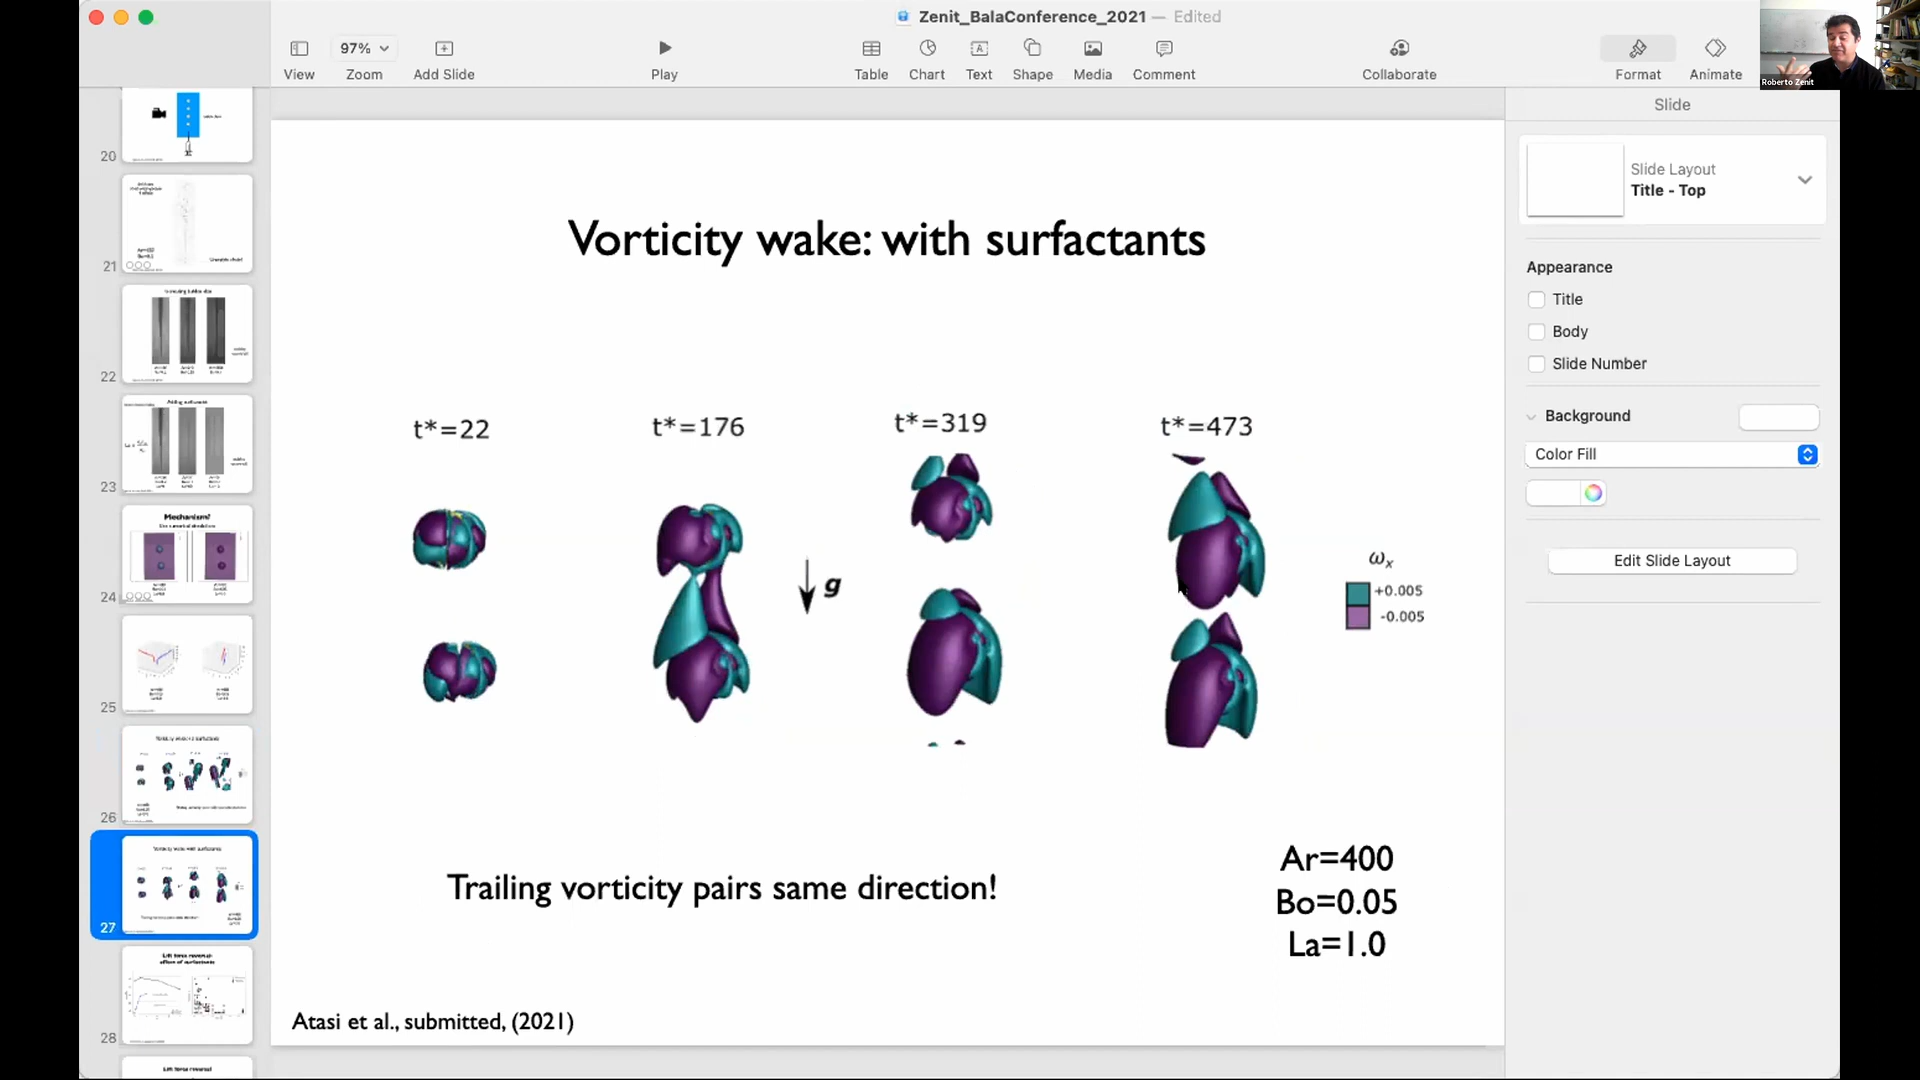 Zenit_BalaConference_2021 — Edited
View
97%
Zoom
Add Slide
Play
Table
Chart
Text
Shape
Media
Comment
Collaborate
Format
Animate
Roberto Zenit
Slide
Slide Layout
Title - Top
Appearance
Title
Body
Slide Number
Background
Color Fill
Edit Slide Layout
20
21
22
23
Mechanism?
24
25
26
27
28
Vorticity wake: with surfactants
t*=22
t*=176
t*=319
t*=473
g
ωx
+0.005
-0.005
Trailing vorticity pairs same direction!
Ar=400
Bo=0.05
La=1.0
Atasi et al., submitted, (2021)